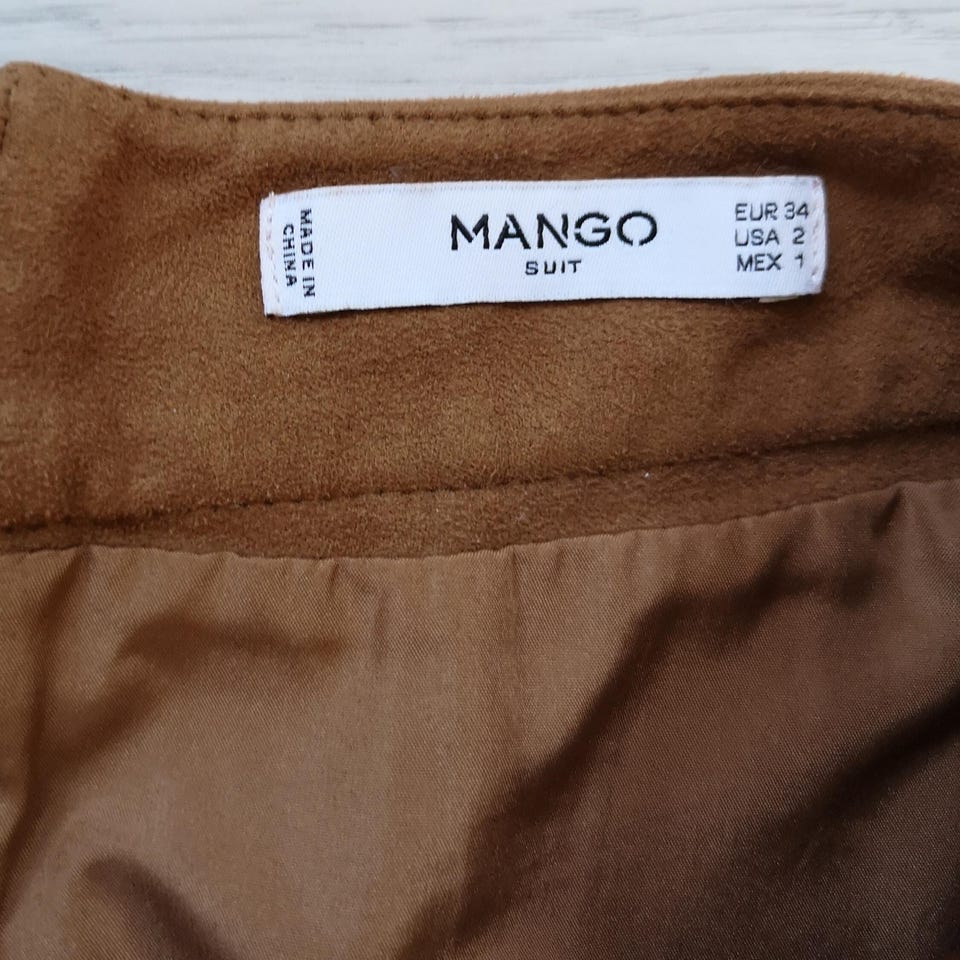 MADE IN
CHINA
MANGO
SUIT
EUR 34
USA 2
MEX 1